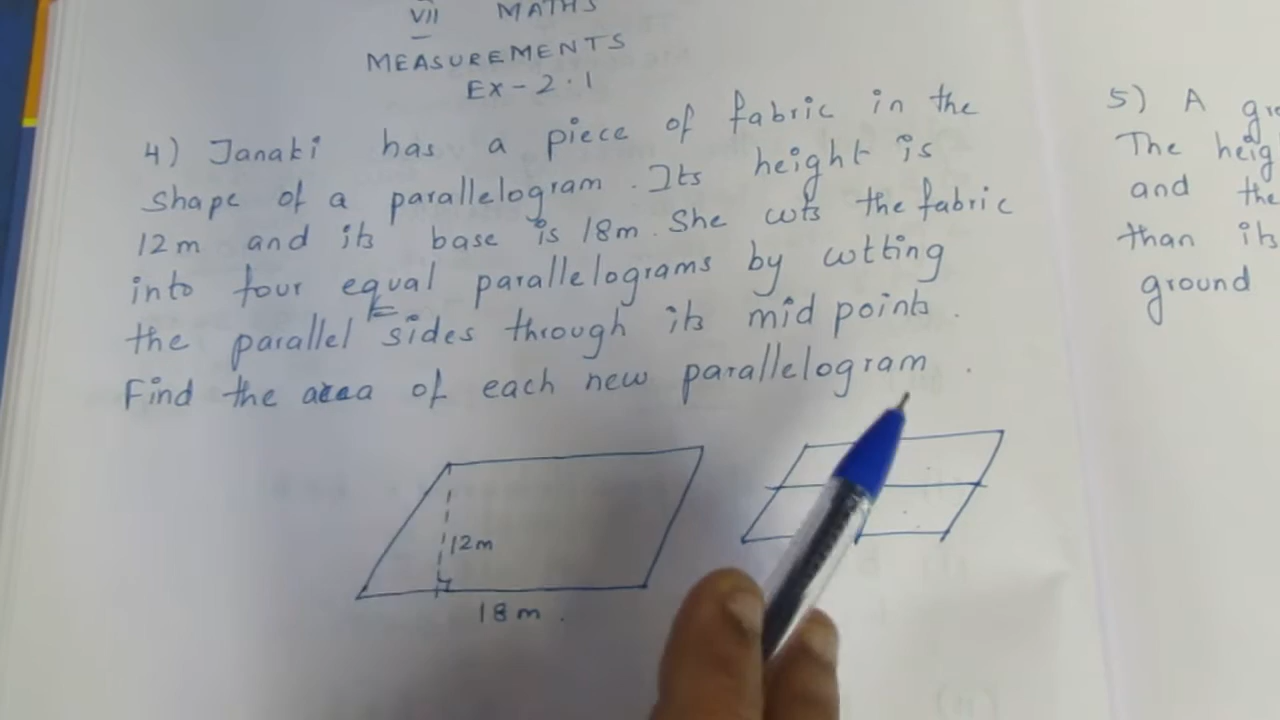 VII MATHS
MEASUREMENTS
Ex - 2.1
4) Janaki has a piece of fabric in the
shape of a parallelogram. Its height is
12m and its base is 18m. She cuts the fabric
into four equal parallelograms by cutting
the parallel sides through its mid points.
Find the area of each new parallelogram.
12m
18m.
5) A
The
and the
than its
ground